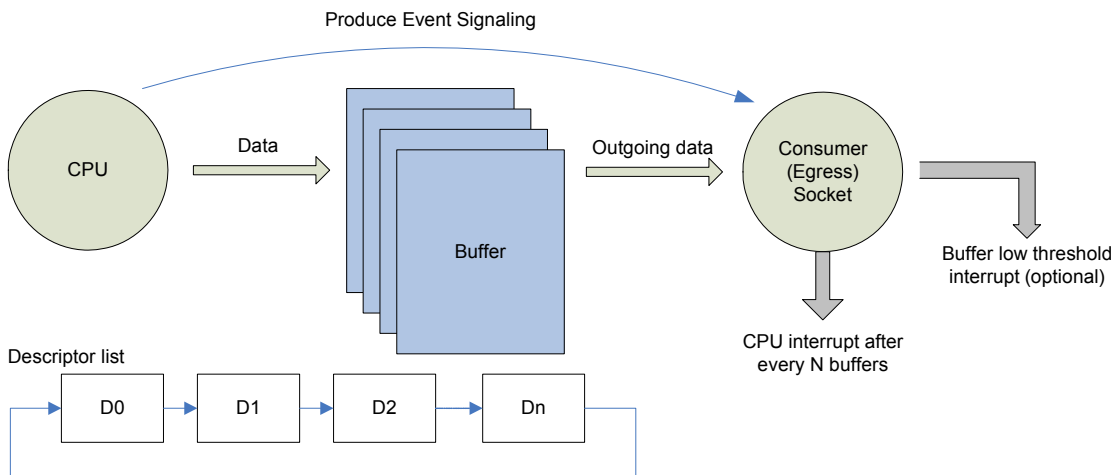 Produce Event Signaling
CPU
Data
Buffer
Outgoing data
Consumer
(Egress)
Socket
Buffer low threshold
interrupt (optional)
CPU interrupt after
every N buffers
Descriptor list
D0
D1
D2
Dn